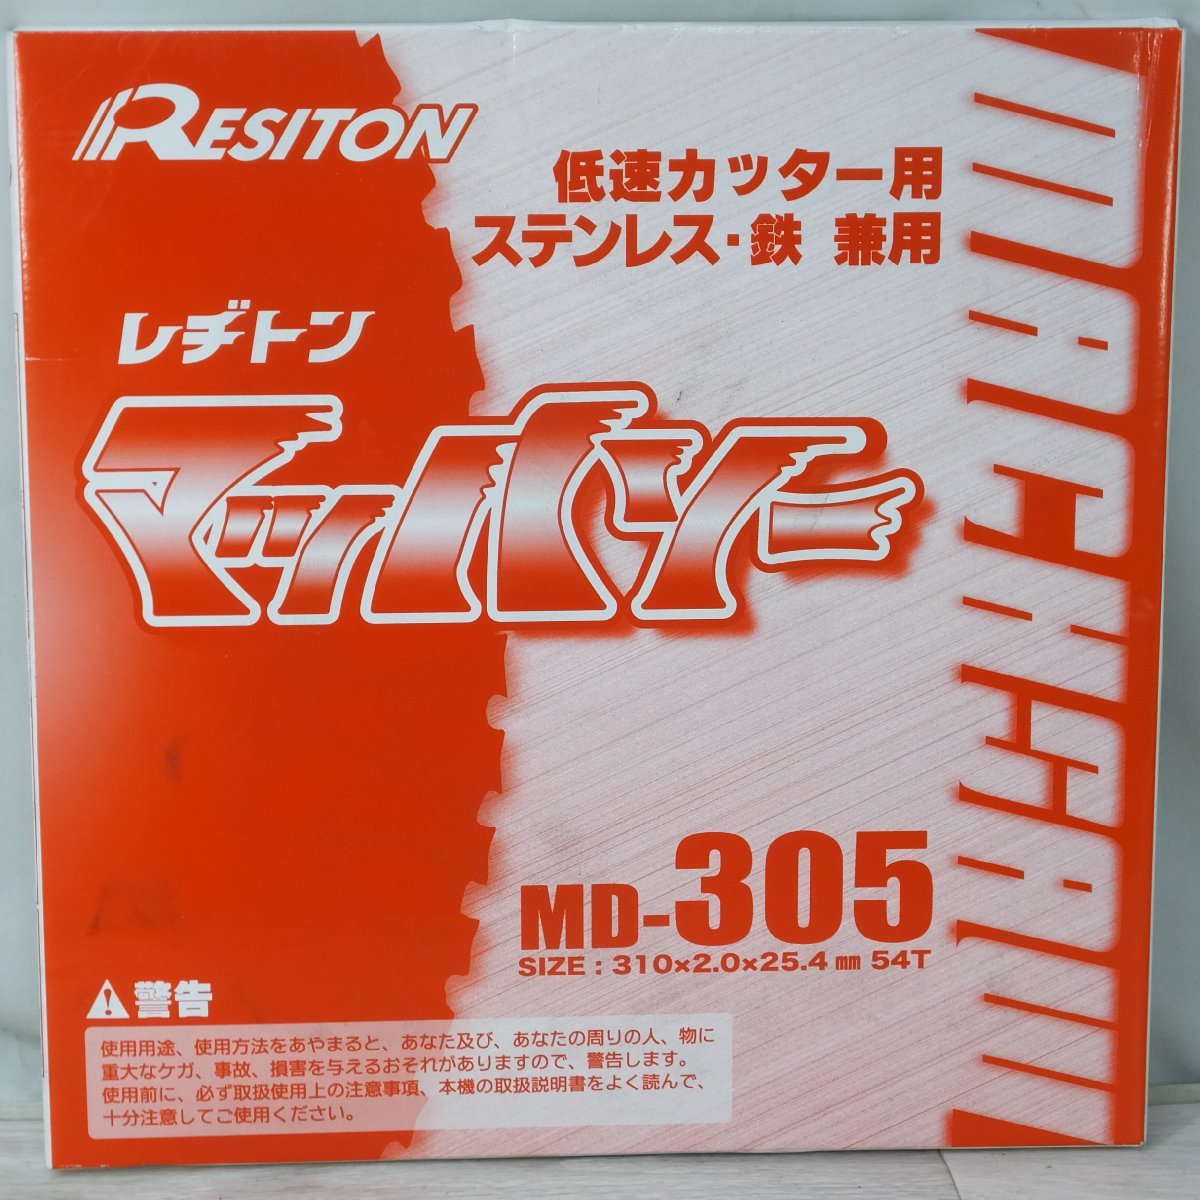 RESITON
低速カッター用
ステンレス・鉄 兼用
レヂトン
マッハソー
MD-305
SIZE : 310×2.0×25.4 mm 54T
警告
使用用途、使用方法をあやまると、あなた及び、あなたの周りの人、物に
重大なケガ、事故、損害を与えるおそれがありますので、警告します。
使用前に、必ず取扱使用上の注意事項、本機の取扱説明書をよく読んで、
十分注意してご使用ください。